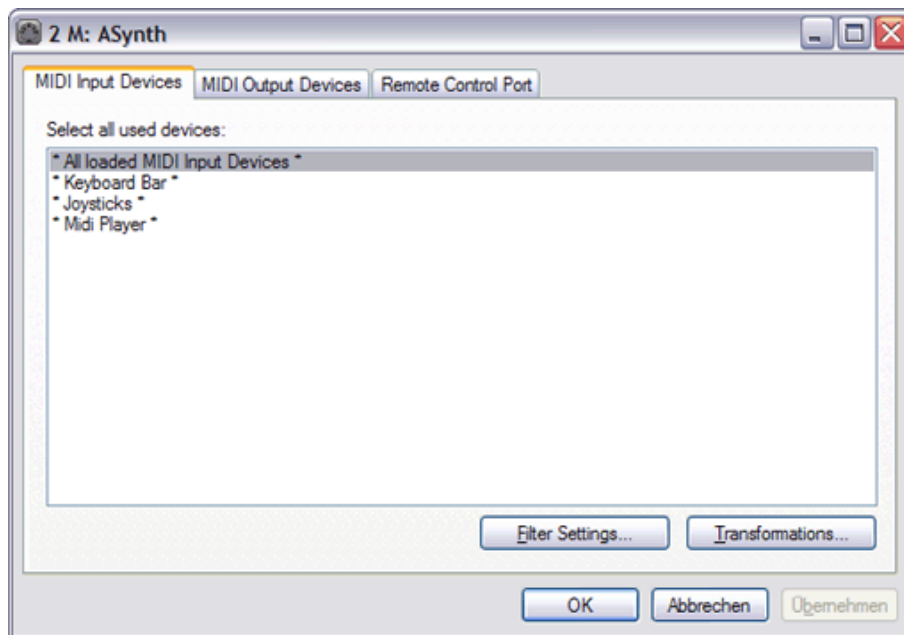 2 M: ASynth
MIDI Input Devices MIDI Output Devices Remote Control Port
Select all used devices:
* All loaded MIDI Input Devices *
* Keyboard Bar *
* Joysticks *
* Midi Player *
Filter Settings... Transformations...
OK Abbrechen Übernehmen